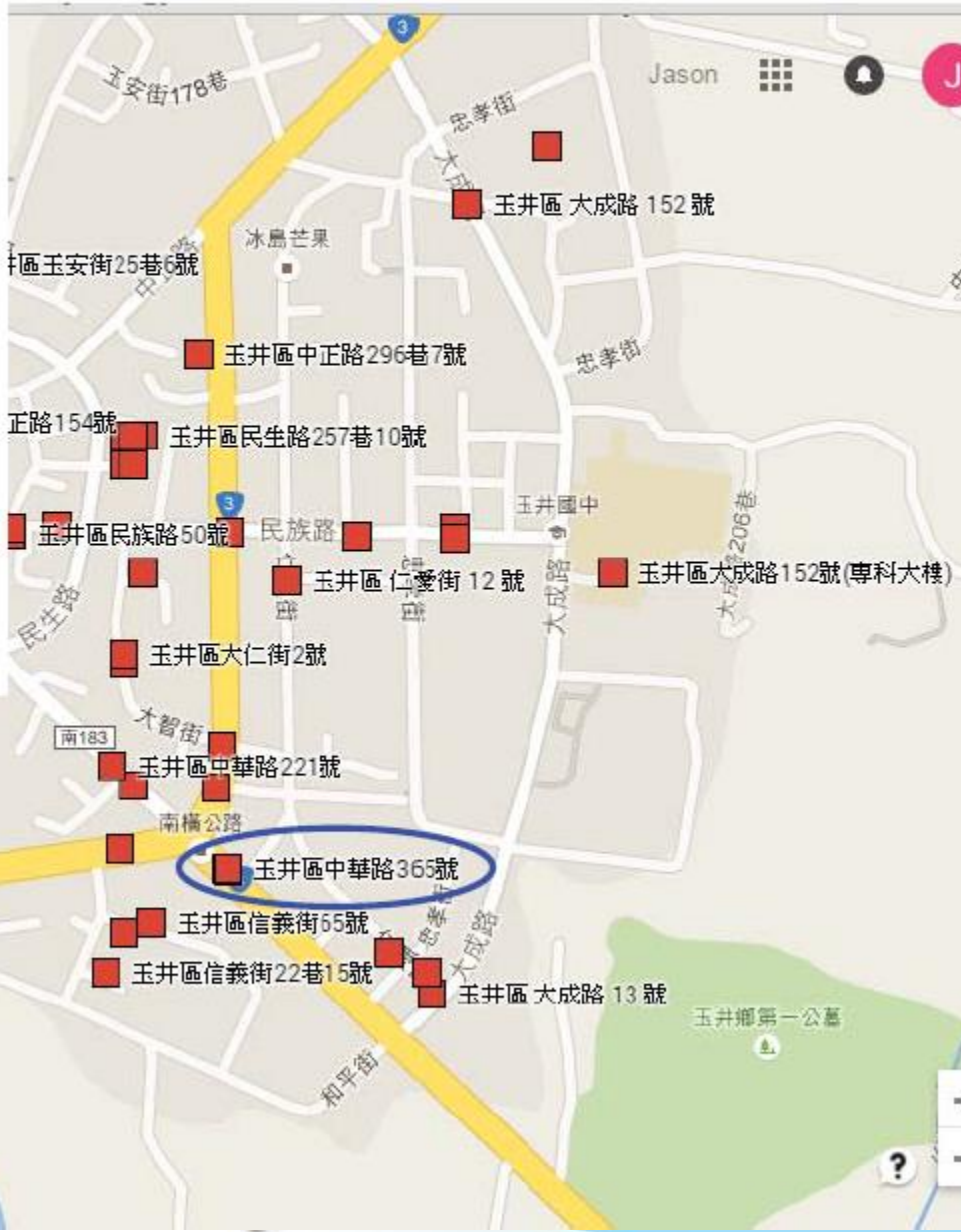 3
Jason
J
玉安街178巷
忠孝街
大成
玉井區 大成路 152 號
冰島芒果
井區玉安街25巷6號
中
路
忠孝街
玉井區中正路296巷7號
正路154號
玉井區民生路257巷10號
3
玉井國中
玉井區民族路50號
民族路
大成路206巷
玉井區 仁愛街 12 號
玉井區大成路152號(專科大樓)
街
大成路
民生路
玉井區大仁街2號
大智街
南183
玉井區中華路221號
南橫公路
玉井區中華路365號
玉井區信義街65號
忠孝街
大成路
玉井區信義街22巷15號
玉井區 大成路 13 號
玉井鄉第一公墓
和平街
?